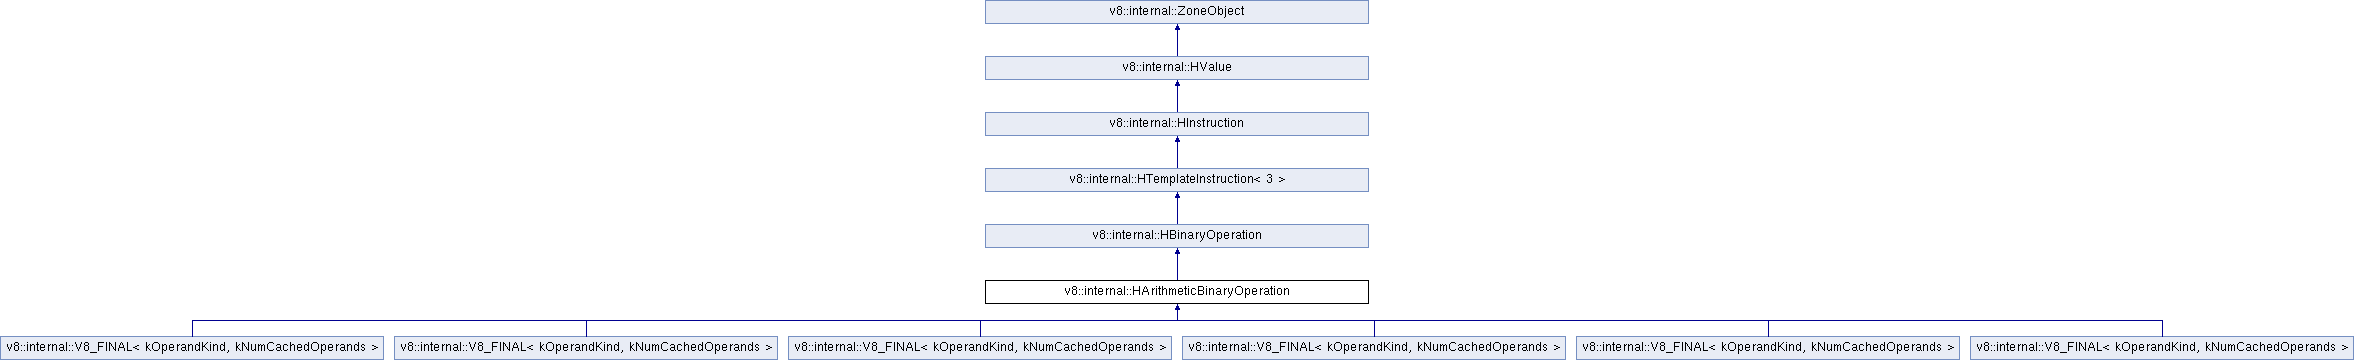 v8::internal::ZoneObject
v8::internal::HValue
v8::internal::HInstruction
v8::internal::HTemplateInstruction< 3 >
v8::internal::HBinaryOperation
v8::internal::HArithmeticBinaryOperation
v8::internal::V8_FINAL< kOperandKind, kNumCachedOperands >
v8::internal::V8_FINAL< kOperandKind, kNumCachedOperands >
v8::internal::V8_FINAL< kOperandKind, kNumCachedOperands >
v8::internal::V8_FINAL< kOperandKind, kNumCachedOperands >
v8::internal::V8_FINAL< kOperandKind, kNumCachedOperands >
v8::internal::V8_FINAL< kOperandKind, kNumCachedOperands >